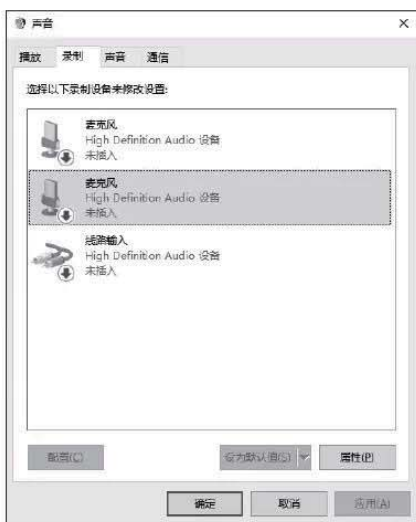 声音
播放 录制 声音 通信
选择以下录制设备来修改设置:
麦克风
High Definition Audio 设备
未插入
麦克风
High Definition Audio 设备
未插入
线路输入
High Definition Audio 设备
未插入
配置(C) 设为默认值(S) 属性(P)
确定 取消 应用(A)